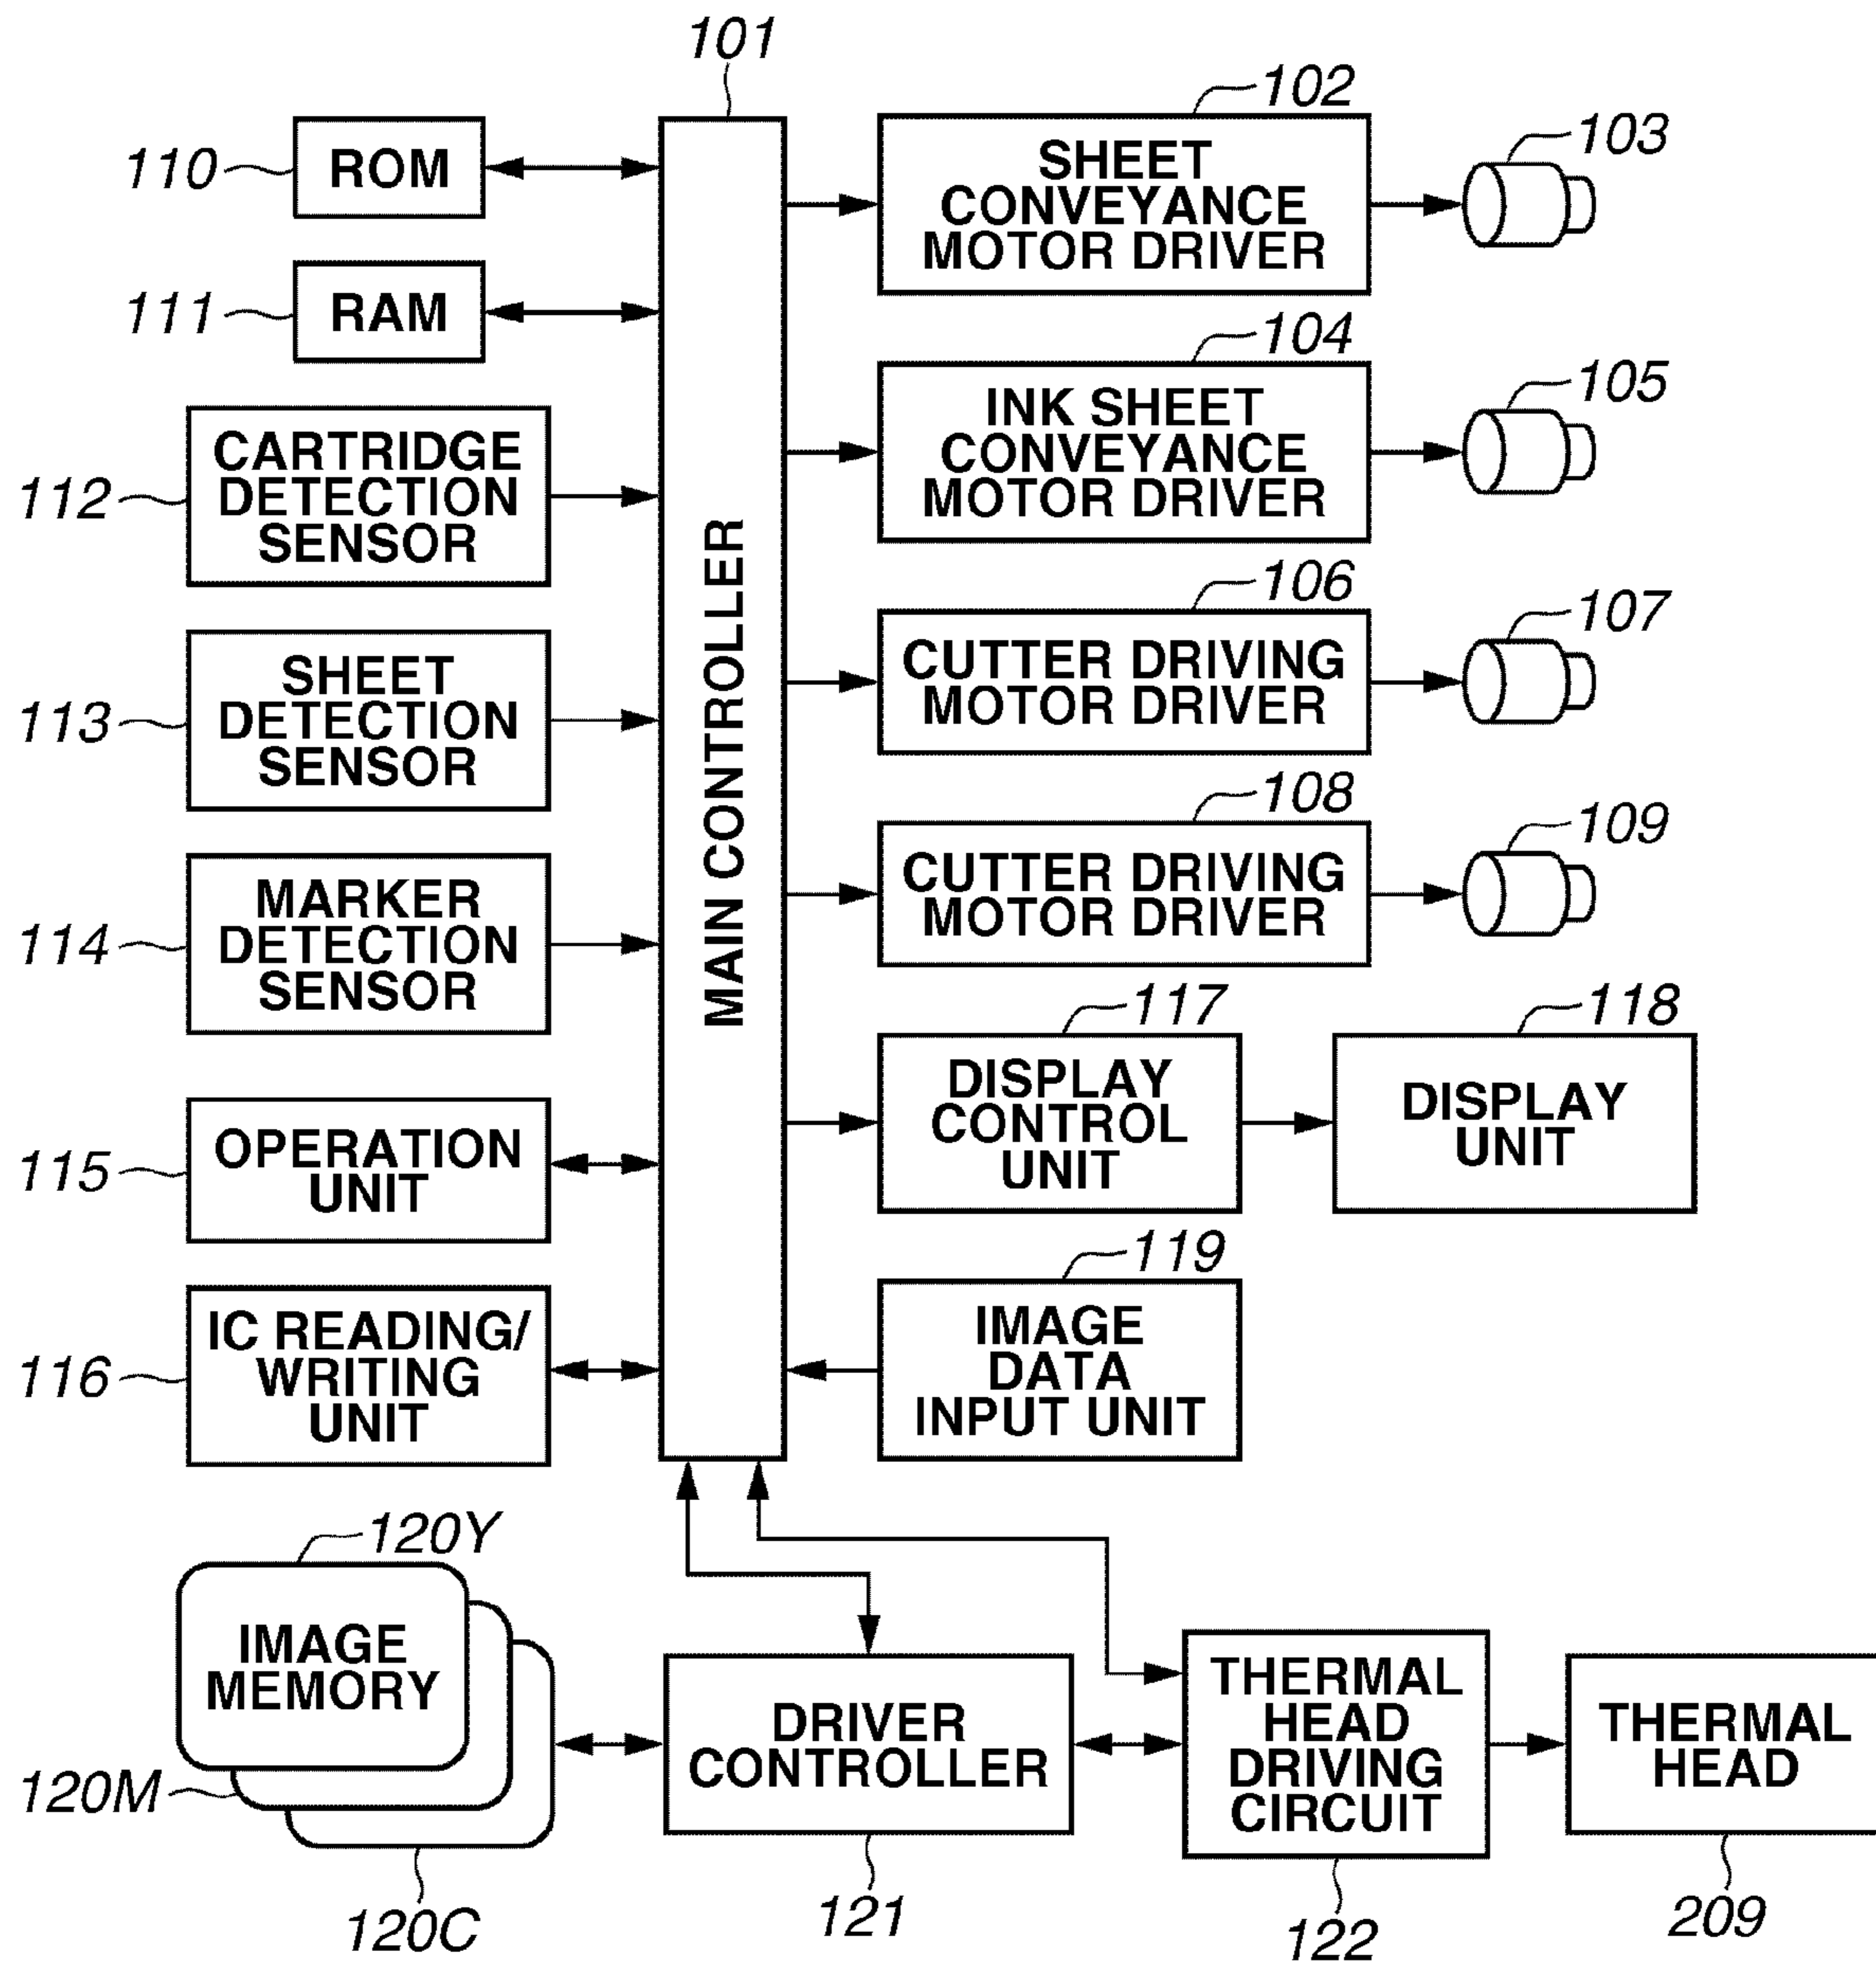 101
110
ROM
111
RAM
112
CARTRIDGE
DETECTION
SENSOR
113
SHEET
DETECTION
SENSOR
114
MARKER
DETECTION
SENSOR
115
OPERATION
UNIT
116
IC READING/
WRITING
UNIT
MAIN CONTROLLER
102
SHEET
CONVEYANCE
MOTOR DRIVER
103
104
INK SHEET
CONVEYANCE
MOTOR DRIVER
105
106
CUTTER DRIVING
MOTOR DRIVER
107
108
CUTTER DRIVING
MOTOR DRIVER
109
117
DISPLAY
CONTROL
UNIT
118
DISPLAY
UNIT
119
IMAGE
DATA
INPUT UNIT
120Y
IMAGE
MEMORY
120M
120C
DRIVER
CONTROLLER
121
THERMAL
HEAD
DRIVING
CIRCUIT
122
THERMAL
HEAD
209